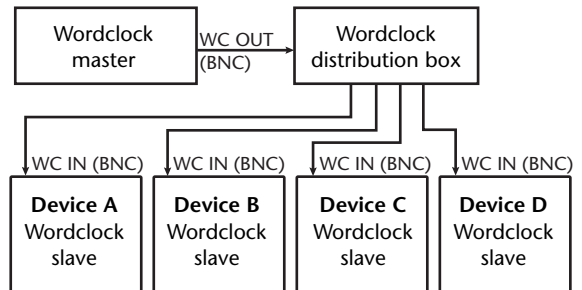 Wordclock
master
WC OUT
(BNC)
Wordclock
distribution box
WC IN (BNC)
WC IN (BNC)
WC IN (BNC)
WC IN (BNC)
Device A
Wordclock
slave
Device B
Wordclock
slave
Device C
Wordclock
slave
Device D
Wordclock
slave